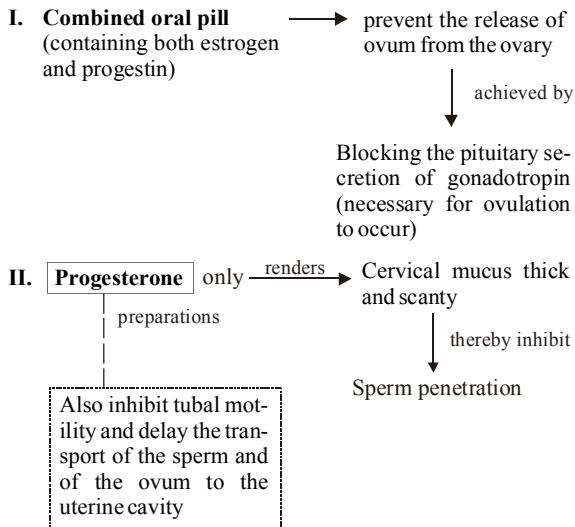 I. Combined oral pill
(containing both estrogen
and progestin)
prevent the release of
ovum from the ovary
achieved by
Blocking the pituitary se-
cretion of gonadotropin
(necessary for ovulation
to occur)
II. Progesterone only renders
preparations
Cervical mucus thick
and scanty
thereby inhibit
Sperm penetration
Also inhibit tubal mot-
ility and delay the tran-
sport of the sperm and
of the ovum to the
uterine cavity